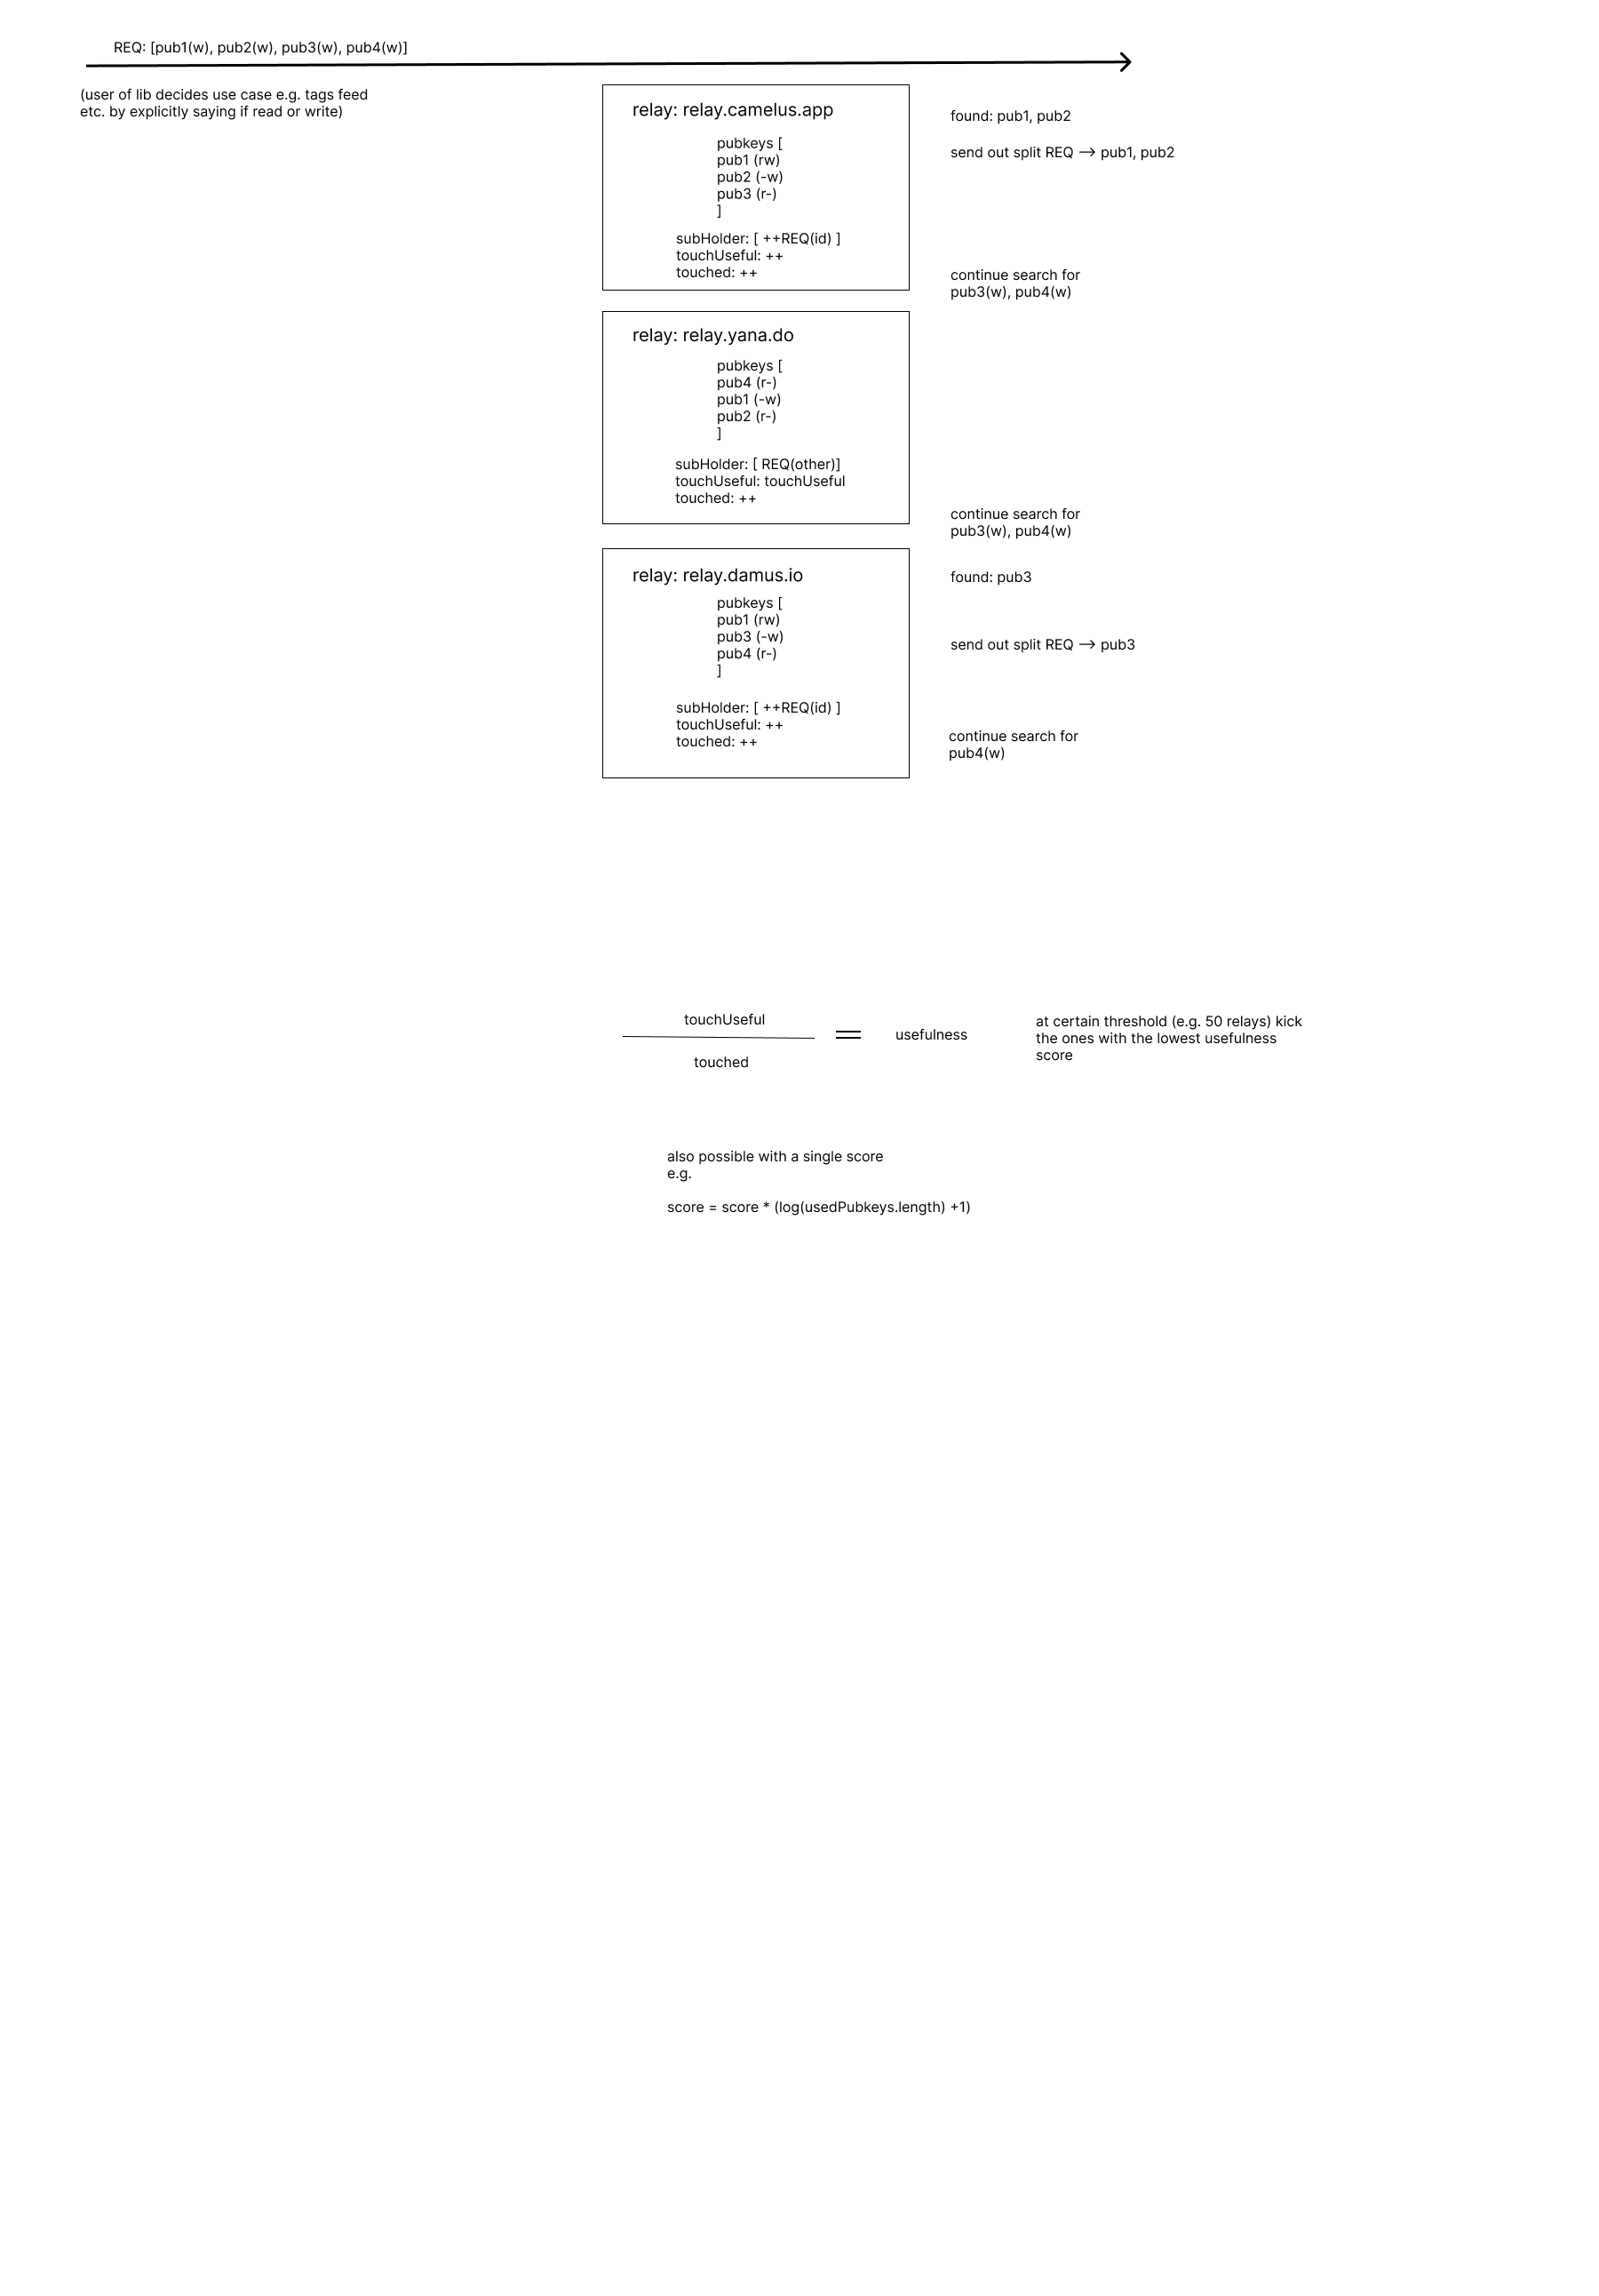 REQ: [pub1(w), pub2(w), pub3(w), pub4(w)]
(user of lib decides use case e.g. tags feed
etc. by explicitly saying if read or write)
relay: relay.camelus.app
pubkeys [
pub1 (rw)
pub2 (-w)
pub3 (r-)
]
subHolder: [ ++REQ(id) ]
touchUseful: ++
touched: ++
found: pub1, pub2
send out split REQ –> pub1, pub2
continue search for
pub3(w), pub4(w)
relay: relay.yana.do
pubkeys [
pub4 (r-)
pub1 (-w)
pub2 (r-)
]
subHolder: [ REQ(other)]
touchUseful: touchUseful
touched: ++
continue search for
pub3(w), pub4(w)
relay: relay.damus.io
pubkeys [
pub1 (rw)
pub3 (-w)
pub4 (r-)
]
subHolder: [ ++REQ(id) ]
touchUseful: ++
touched: ++
found: pub3
send out split REQ –> pub3
continue search for
pub4(w)
touchUseful
touched
=
usefulness
at certain threshold (e.g. 50 relays) kick
the ones with the lowest usefulness
score
also possible with a single score
e.g.
score = score * (log(usedPubkeys.length) +1)